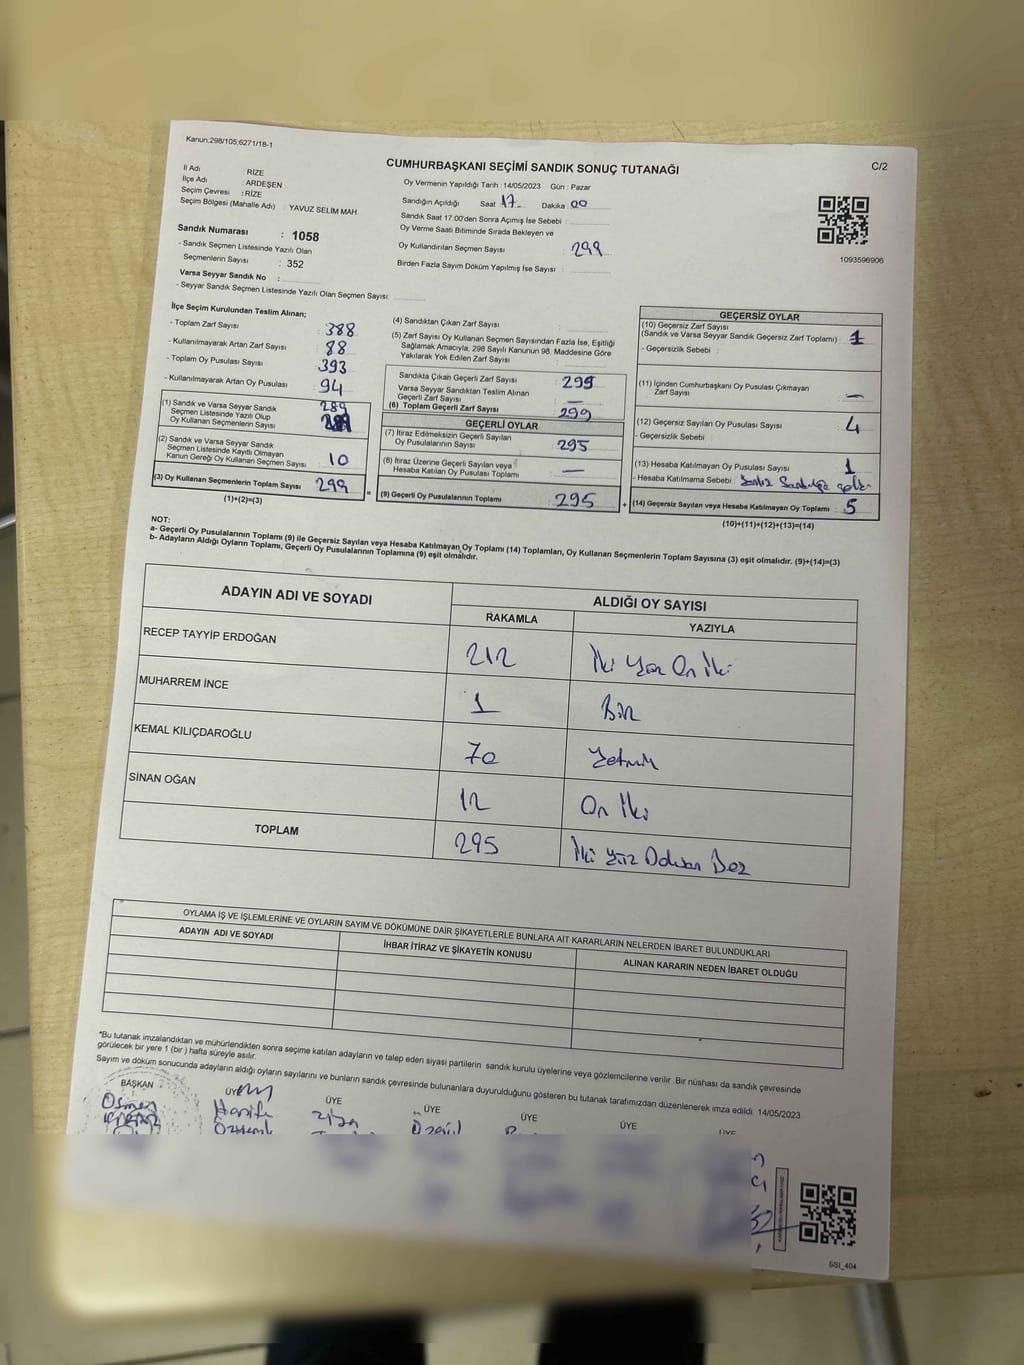 Kanun;298/105;6271/18-1
C/2
CUMHURBAŞKANI SEÇİMİ SANDIK SONUÇ TUTANAĞI
İl Adı : RİZE
İlçe Adı : ARDEŞEN
Seçim Çevresi : RİZE
Seçim Bölgesi (Mahalle Adı) : YAVUZ SELİM MAH
Sandık Numarası : 1058
- Sandık Seçmen Listesinde Yazılı Olan
Seçmenlerin Sayısı : 352
Varsa Seyyar Sandık No :
- Seyyar Sandık Seçmen Listesinde Yazılı Olan Seçmen Sayısı:
Oy Vermenin Yapıldığı Tarih : 14/05/2023 Gün : Pazar
Sandığın Açıldığı Saat 17 Dakika 00
Sandık Saat 17.00'den Sonra Açımış İse Sebebi :
Oy Verme Saati Bitiminde Sırada Bekleyen ve
Oy Kullandırılan Seçmen Sayısı : 299
Birden Fazla Sayım Döküm Yapılmış İse Sayısı :
1093596906
İlçe Seçim Kurulundan Teslim Alınan;
- Toplam Zarf Sayısı : 388
- Kullanılmayarak Artan Zarf Sayısı : 88
- Toplam Oy Pusulası Sayısı : 393
- Kullanılmayarak Artan Oy Pusulası : 94
(1) Sandık ve Varsa Seyyar Sandık
Seçmen Listesinde Yazılı Olup
Oy Kullanan Seçmen Sayısı : 289
(2) Sandık ve Varsa Seyyar Sandık
Seçmen Listesinde Kayıtlı Olmayan
Kanun Gereği Oy Kullanan Seçmen Sayısı : 10
(3) Oy Kullanan Seçmenlerin Toplam Sayısı : 299
(1)+(2)=(3)
(4) Sandıktan Çıkan Zarf Sayısı :
(5) Zarf Sayısı Oy Kullanan Seçmen Sayısından Fazla İse, Eşitliği
Sağlamak Amacıyla, 298 Sayılı Kanunun 98. Maddesine Göre
Yakılarak Yok Edilen Zarf Sayısı :
Sandıkla Çıkan Geçerli Zarf Sayısı : 299
Varsa Seyyar Sandıktan Teslim Alınan
Geçerli Zarf Sayısı : —
(6) Toplam Geçerli Zarf Sayısı : 299
GEÇERLİ OYLAR
(7) İtiraz Edilmeksizin Geçerli Sayılan
Oy Pusulalarının Sayısı : 295
(8) İtiraz Üzerine Geçerli Sayılan veya
Hesaba Katılan Oy Pusulası Toplamı : —
(9) Geçerli Oy Pusulalarının Toplamı : 295
GEÇERSİZ OYLAR
(10) Geçersiz Zarf Sayısı
(Sandık ve Varsa Seyyar Sandık Geçersiz Zarf Toplamı) : 1
- Geçersizlik Sebebi :
(11) İçinden Cumhurbaşkanı Oy Pusulası Çıkmayan
Zarf Sayısı : —
(12) Geçersiz Sayılan Oy Pusulası Sayısı : 4
- Geçersizlik Sebebi :
(13) Hesaba Katılmayan Oy Pusulası Sayısı : 1
- Hesaba Katılmama Sebebi :
(14) Geçersiz Sayılan veya Hesaba Katılmayan Oy Toplamı : 5
(10)+(11)+(12)+(13)=(14)
NOT:
a- Geçerli Oy Pusulalarının Toplamı (9) ile Geçersiz Sayılan veya Hesaba Katılmayan Oy Toplamı (14) Toplamları, Oy Kullanan Seçmenlerin Toplam Sayısına (3) eşit olmalıdır. (9)+(14)=(3)
b- Adayların Aldığı Oyların Toplamı, Geçerli Oy Pusulalarının Toplamına (9) eşit olmalıdır.
ADAYIN ADI VE SOYADI
ALDIĞI OY SAYISI
RAKAMLA YAZIYLA
RECEP TAYYİP ERDOĞAN 212 İki Yüz On İki
MUHARREM İNCE 1 Bir
KEMAL KILIÇDAROĞLU 70 Yetmiş
SİNAN OĞAN 12 On İki
TOPLAM 295 İki Yüz Doksan Beş
OYLAMA İŞ VE İŞLEMLERİNE VE OYLARIN SAYIM VE DÖKÜMÜNE DAİR ŞİKAYETLERLE BUNLARA AİT KARARLARIN NELERDEN İBARET BULUNDUKLARI
ADAYIN ADI VE SOYADI İHBAR İTİRAZ VE ŞİKAYETİN KONUSU ALINAN KARARIN NEDEN İBARET OLDUĞU
*Bu tutanak imzalandıktan ve mühürlendikten sonra seçime katılan adayların ve talep eden siyasi partilerin sandık kurulu üyelerine veya gözlemcilerine verilir. Bir nüshası da sandık çevresinde
görülecek bir yere 1 (bir) hafta süreyle asılır.
Sayım ve döküm sonucunda adayların aldığı oyların sayılarını ve bunların sandık çevresinde bulunanlara duyurulduğunu gösteren bu tutanak tarafımızdan düzenlenerek imza edildi. 14/05/2023
BAŞKAN ÜYE ÜYE ÜYE ÜYE ÜYE ÜYE
Osman Hanife Ziya
SSI_404